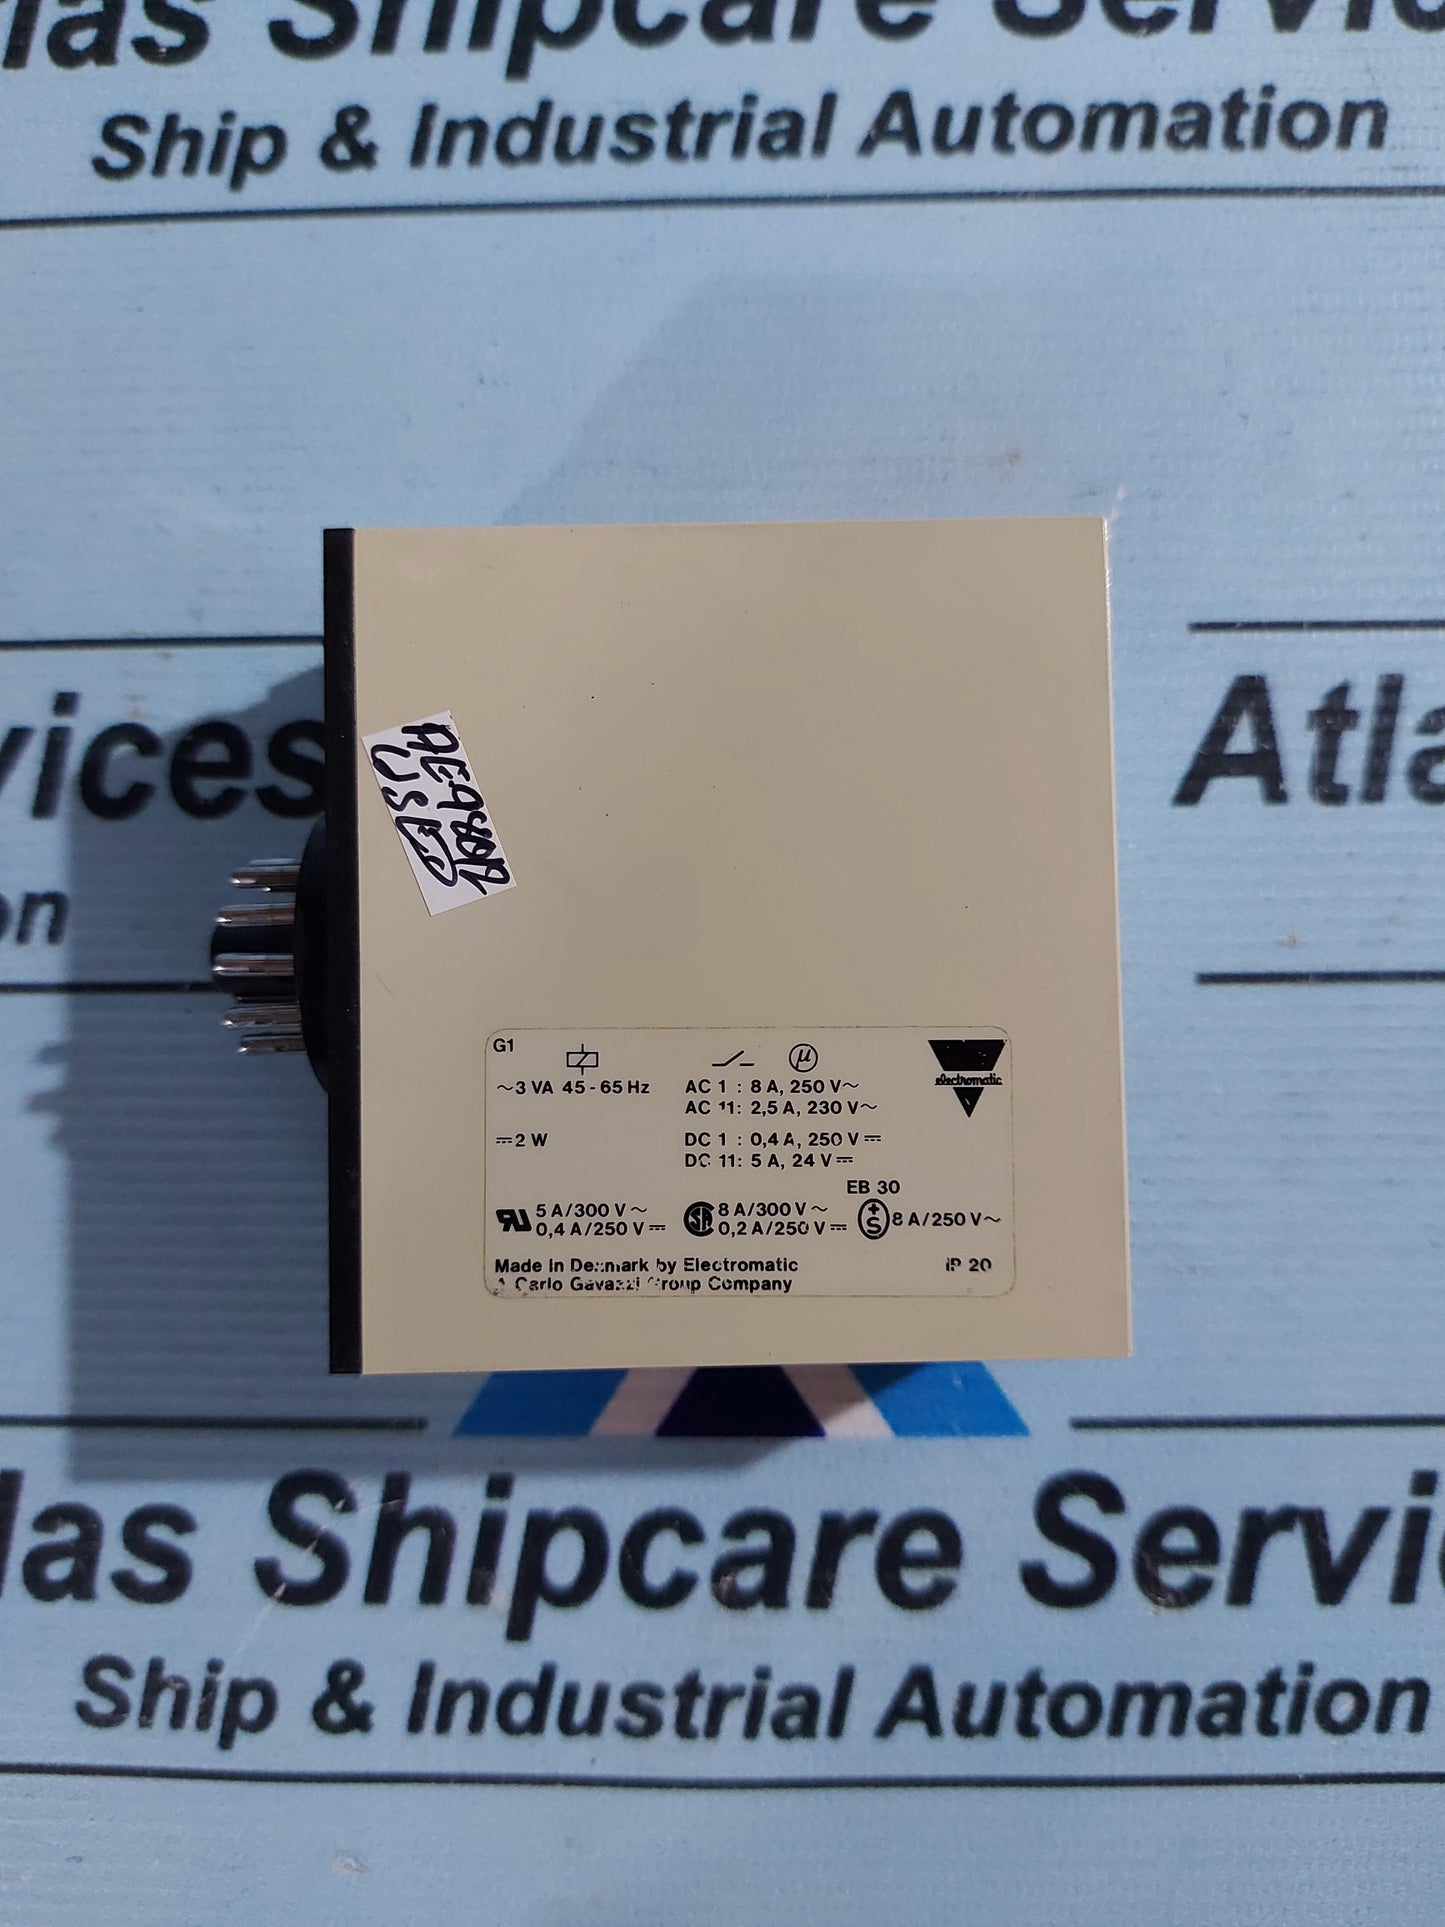 las Shipcare Servic
Ship & Industrial Automation
vices
on
Atla
G1
~3 VA 45-65 Hz
⎓2 W
AC 1 : 8 A, 250 V~
AC 11: 2,5 A, 230 V~
DC 1 : 0,4 A, 250 V⎓
DC 11: 5 A, 24 V⎓
electromatic
EB 30
5 A/300 V~
0,4 A/250 V⎓
8 A/300 V~
0,2 A/250 V⎓
8 A/250 V~
Made in Denmark by Electromatic
A Carlo Gavazzi Group Company
IP 20
las Shipcare Servic
Ship & Industrial Automation